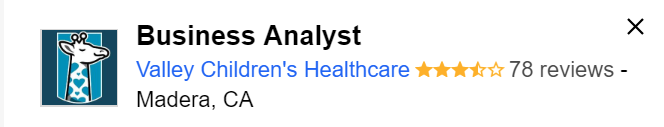 Business Analyst
Valley Children's Healthcare 78 reviews -
Madera, CA